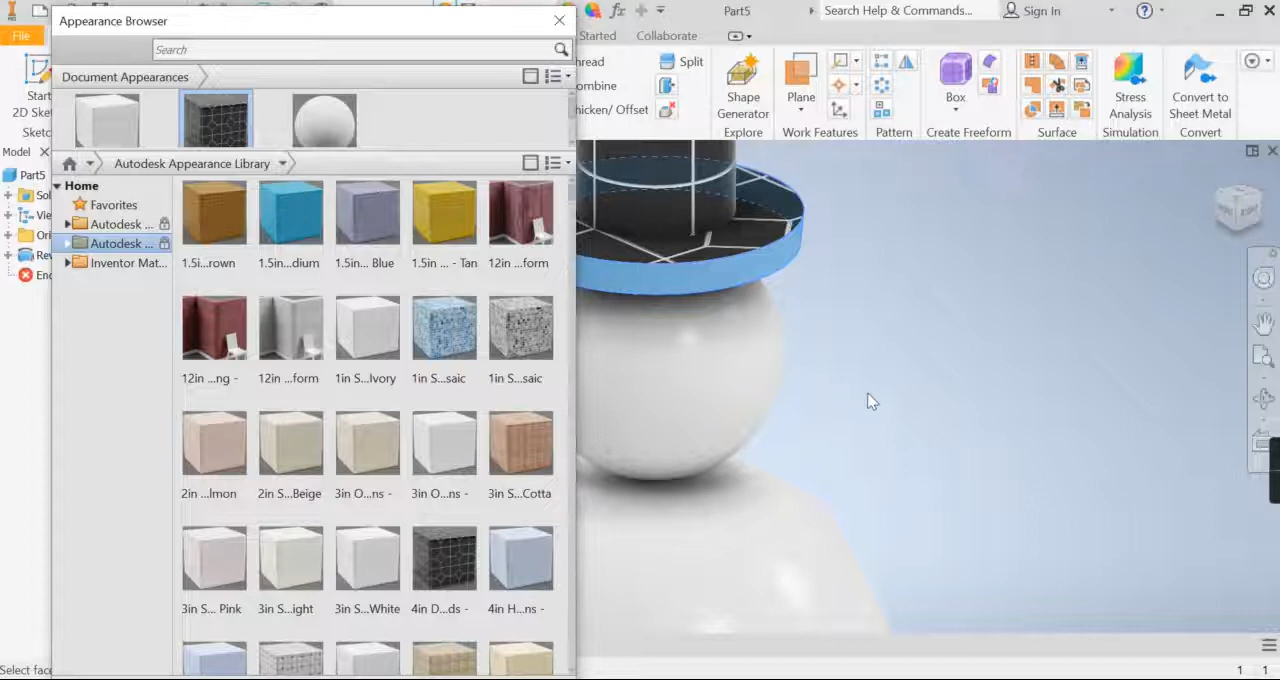 Appearance Browser
Part5
Search Help & Commands...
Sign In
File
Started
Collaborate
Search
Document Appearances
Start
2D Ske
Sketc
hread
Split
ombine
hicken/ Offset
Shape
Generator
Explore
Plane
Work Features
Pattern
Box
Create Freeform
Surface
Stress
Analysis
Simulation
Convert to
Sheet Metal
Convert
Model
Part5
Sol
Vie
Ori
Rev
Enc
Autodesk Appearance Library
Home
Favorites
Autodesk ...
Autodesk ...
Inventor Mat...
1.5i...rown
1.5in...dium
1.5in... Blue
1.5in ... - Tan
12in ...form
12in ...ng -
12in ...form
1in S...Ivory
1in S...saic
1in S...saic
2in ...lmon
2in S...Beige
3in O...ns -
3in O...ns -
3in S...Cotta
3in S... Pink
3in S...ight
3in S...White
4in D...ds -
4in H...ns -
FRONT
RIGHT
Select face
1 1